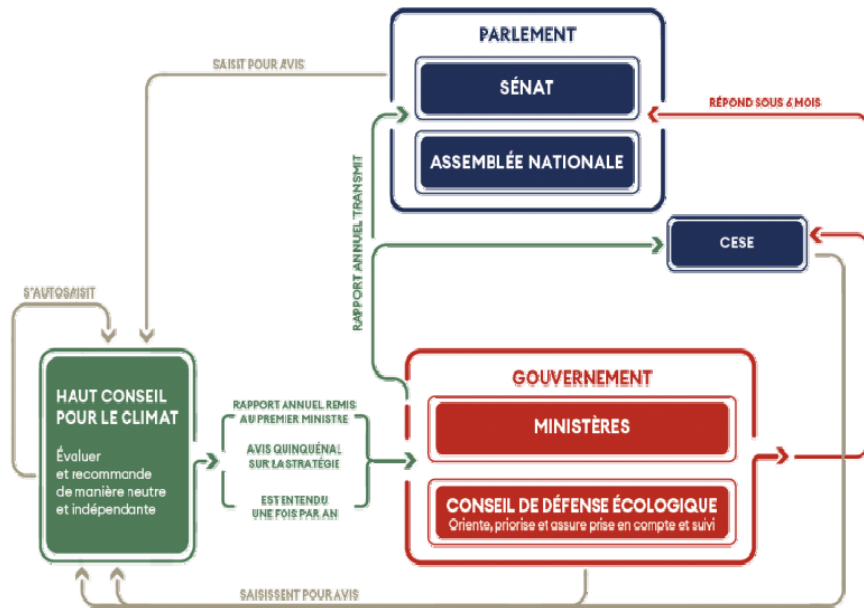 PARLEMENT
SAISIT POUR AVIS
SÉNAT
RÉPOND SOUS 6 MOIS
ASSEMBLÉE NATIONALE
RAPPORT ANNUEL TRANSMIT
CESE
S'AUTOSAISIT
HAUT CONSEIL
POUR LE CLIMAT
Évaluer
et recommande
de manière neutre
et indépendante
RAPPORT ANNUEL REMIS
AU PREMIER MINISTRE
AVIS QUINQUÉNAL
SUR LA STRATÉGIE
EST ENTENDU
UNE FOIS PAR AN
GOUVERNEMENT
MINISTÈRES
CONSEIL DE DÉFENSE ÉCOLOGIQUE
Oriente, priorise et assure prise en compte et suivi
SAISISSENT POUR AVIS